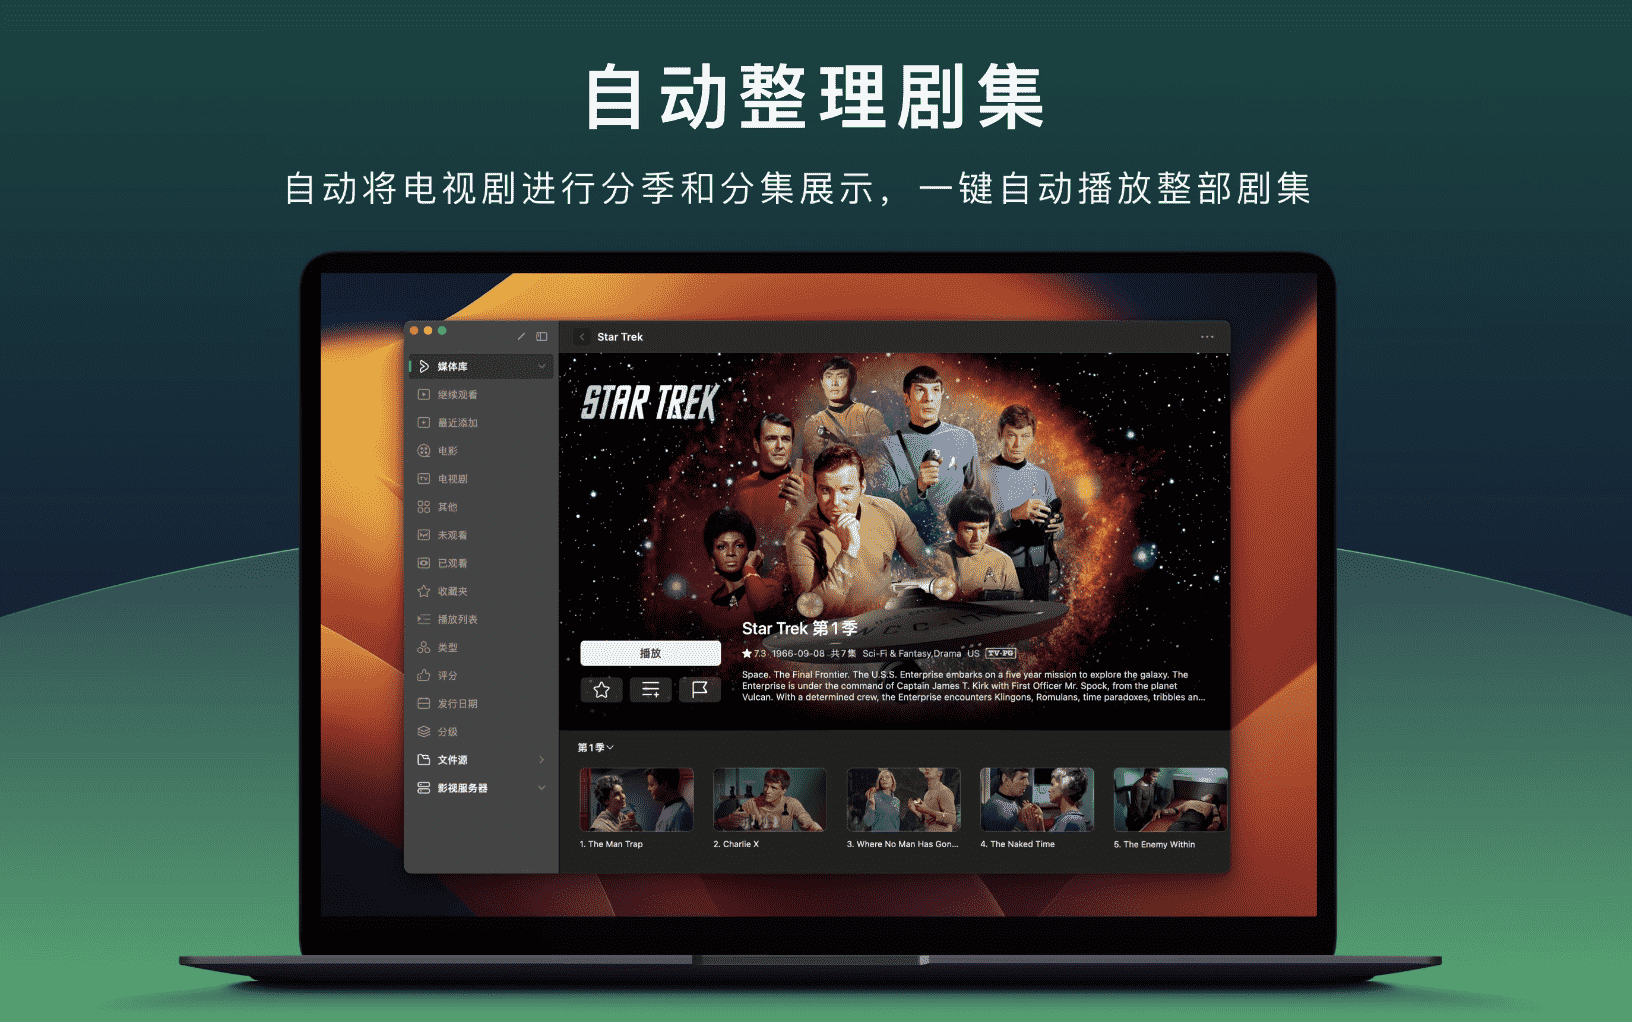 自动整理剧集
自动将电视剧进行分季和分集展示，一键自动播放整部剧集
Star Trek
媒体库
继续观看
最近添加
电影
电视剧
其他
未观看
已观看
收藏夹
播放列表
类型
评分
发行日期
分级
文件源
影视服务器
STAR TREK
NCC-17
Star Trek 第1季
播放
7.3 · 1966-09-08 共7集 Sci-Fi & Fantasy,Drama US TV-PG
Space. The Final Frontier. The U.S.S. Enterprise embarks on a five year mission to explore the galaxy. The
Enterprise is under the command of Captain James T. Kirk with First Officer Mr. Spock, from the planet
Vulcan. With a determined crew, the Enterprise encounters Klingons, Romulans, time paradoxes, tribbles an...
第1季
1. The Man Trap
2. Charlie X
3. Where No Man Has Gon...
4. The Naked Time
5. The Enemy Within